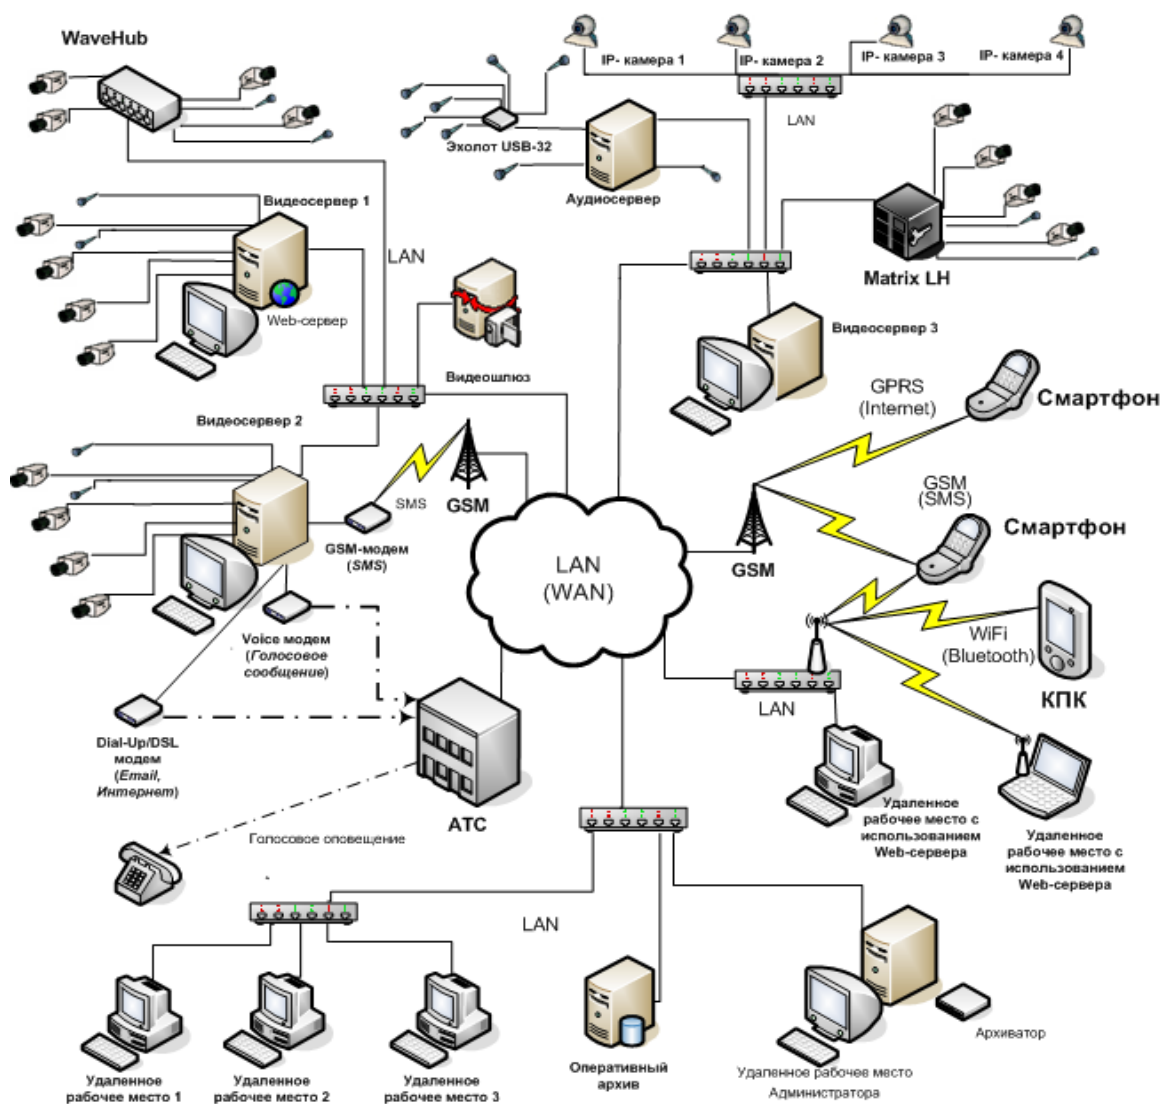 WaveHub
IP- камера 1
IP- камера 2
IP- камера 3
IP- камера 4
LAN
Эхолот USB-32
Аудиосервер
Видеосервер 1
LAN
Web-сервер
Matrix LH
Видеосервер 3
Видеошлюз
GPRS
(Internet)
Смартфон
Видеосервер 2
SMS
GSM
GSM-модем
(SMS)
GSM
(SMS)
Смартфон
GSM
LAN
(WAN)
Voice модем
(Голосовое
сообщение)
WiFi
(Bluetooth)
КПК
LAN
Dial-Up/DSL
модем
(Email,
Интернет)
АТС
Удаленное
рабочее место с
использованием
Web-сервера
Удаленное
рабочее место с
использованием
Web-сервера
Голосовое оповещение
LAN
Архиватор
Удаленное
рабочее место 1
Удаленное
рабочее место 2
Удаленное
рабочее место 3
Оперативный
архив
Удаленное рабочее место
Администратора